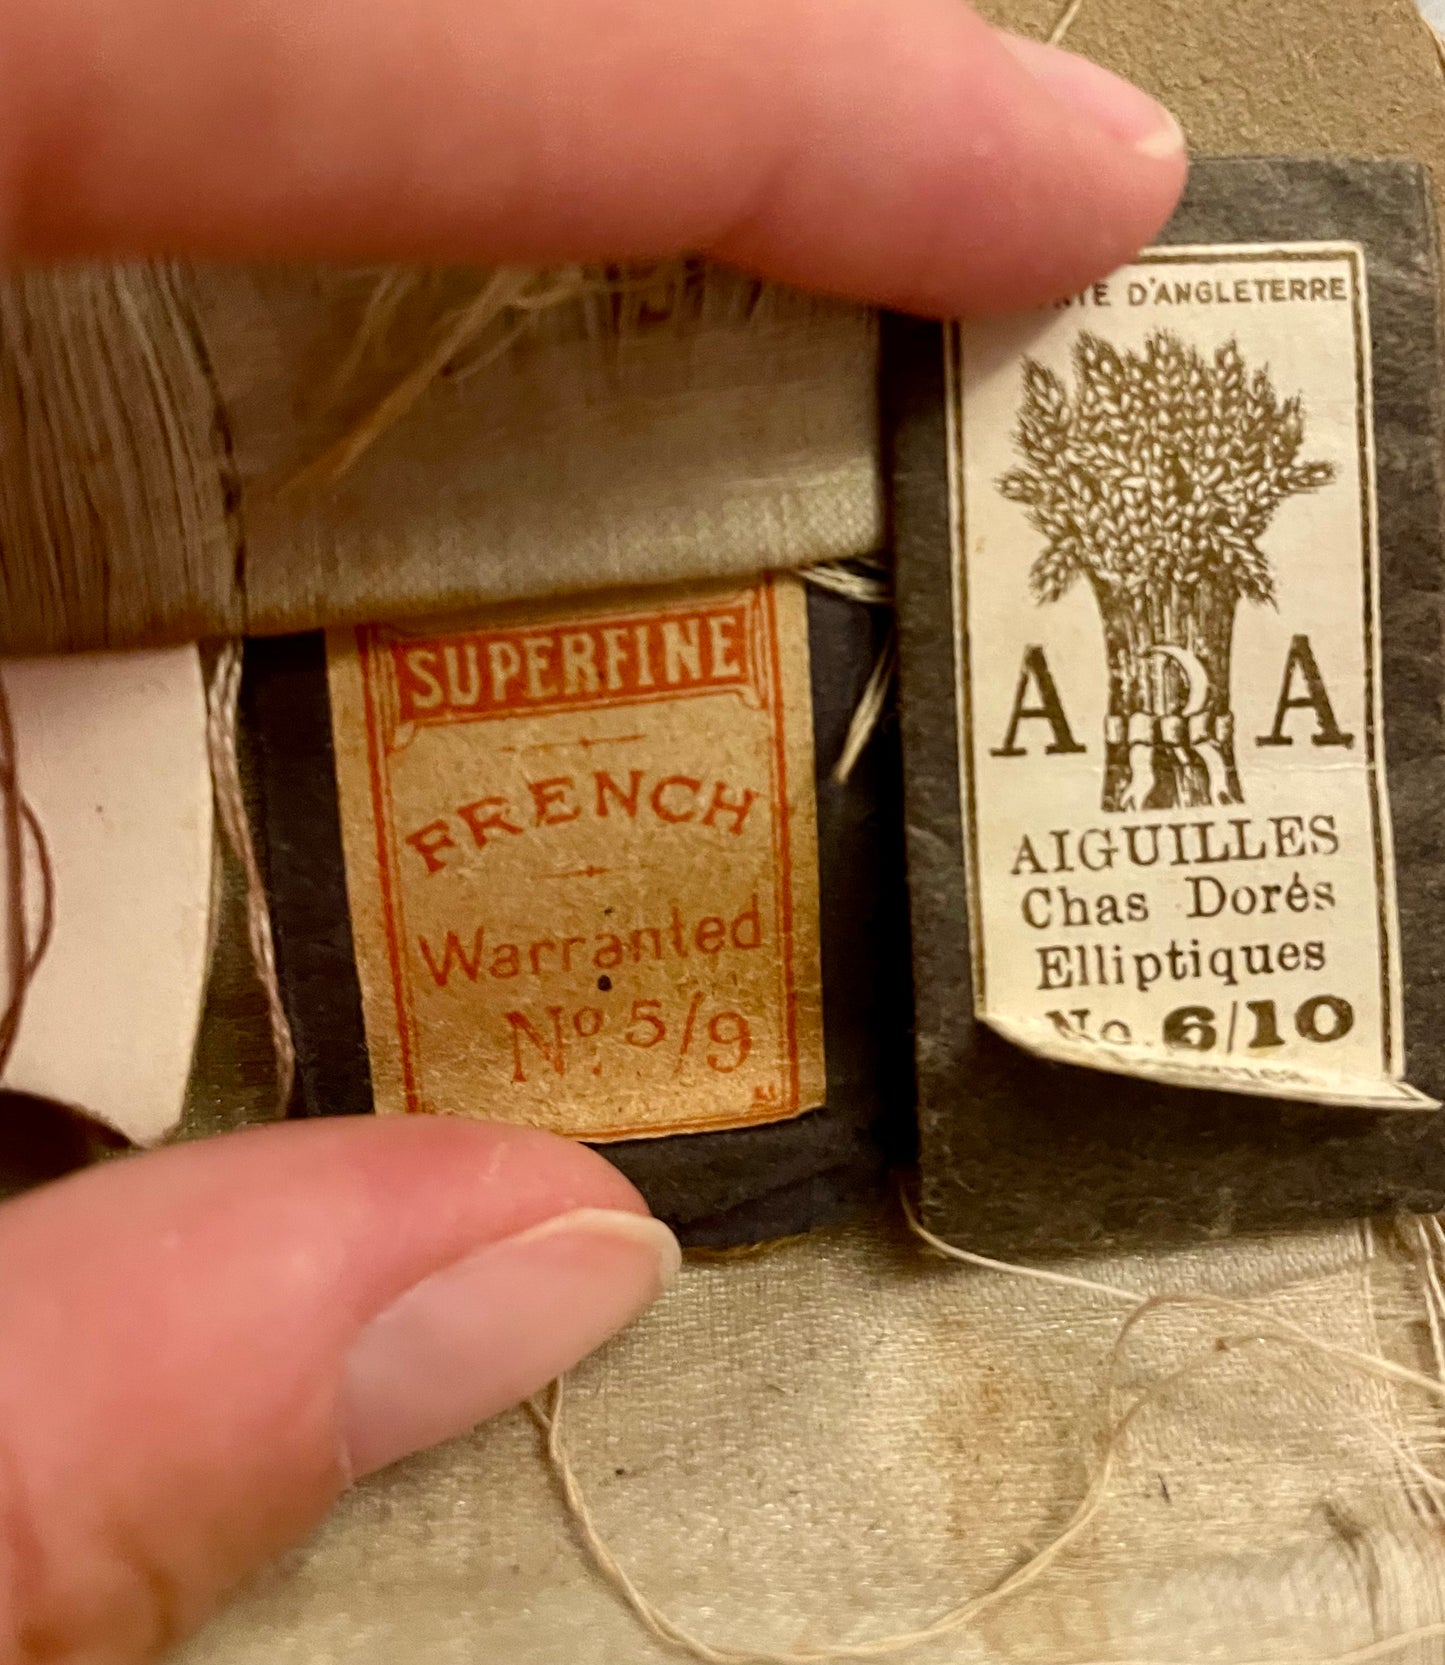 SUPERFINE
FRENCH
Warranted
No 5/9
D'ANGLETERRE
A A
AIGUILLES
Chas Dorés
Elliptiques
No. 6/10